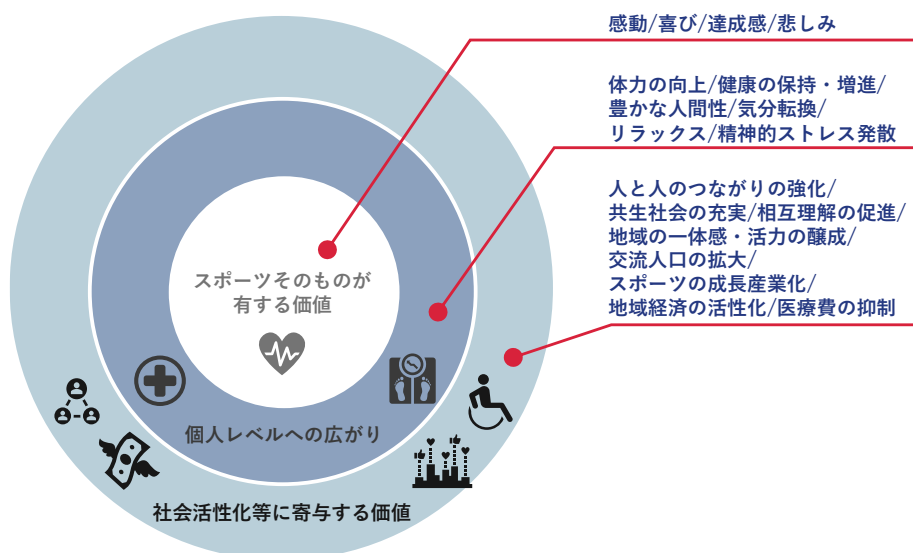 感動/喜び/達成感/悲しみ
体力の向上/健康の保持・増進/
豊かな人間性/気分転換/
リラックス/精神的ストレス発散
人と人のつながりの強化/
共生社会の充実/相互理解の促進/
地域の一体感・活力の醸成/
交流人口の拡大/
スポーツの成長産業化/
地域経済の活性化/医療費の抑制
スポーツそのものが
有する価値
個人レベルへの広がり
社会活性化等に寄与する価値